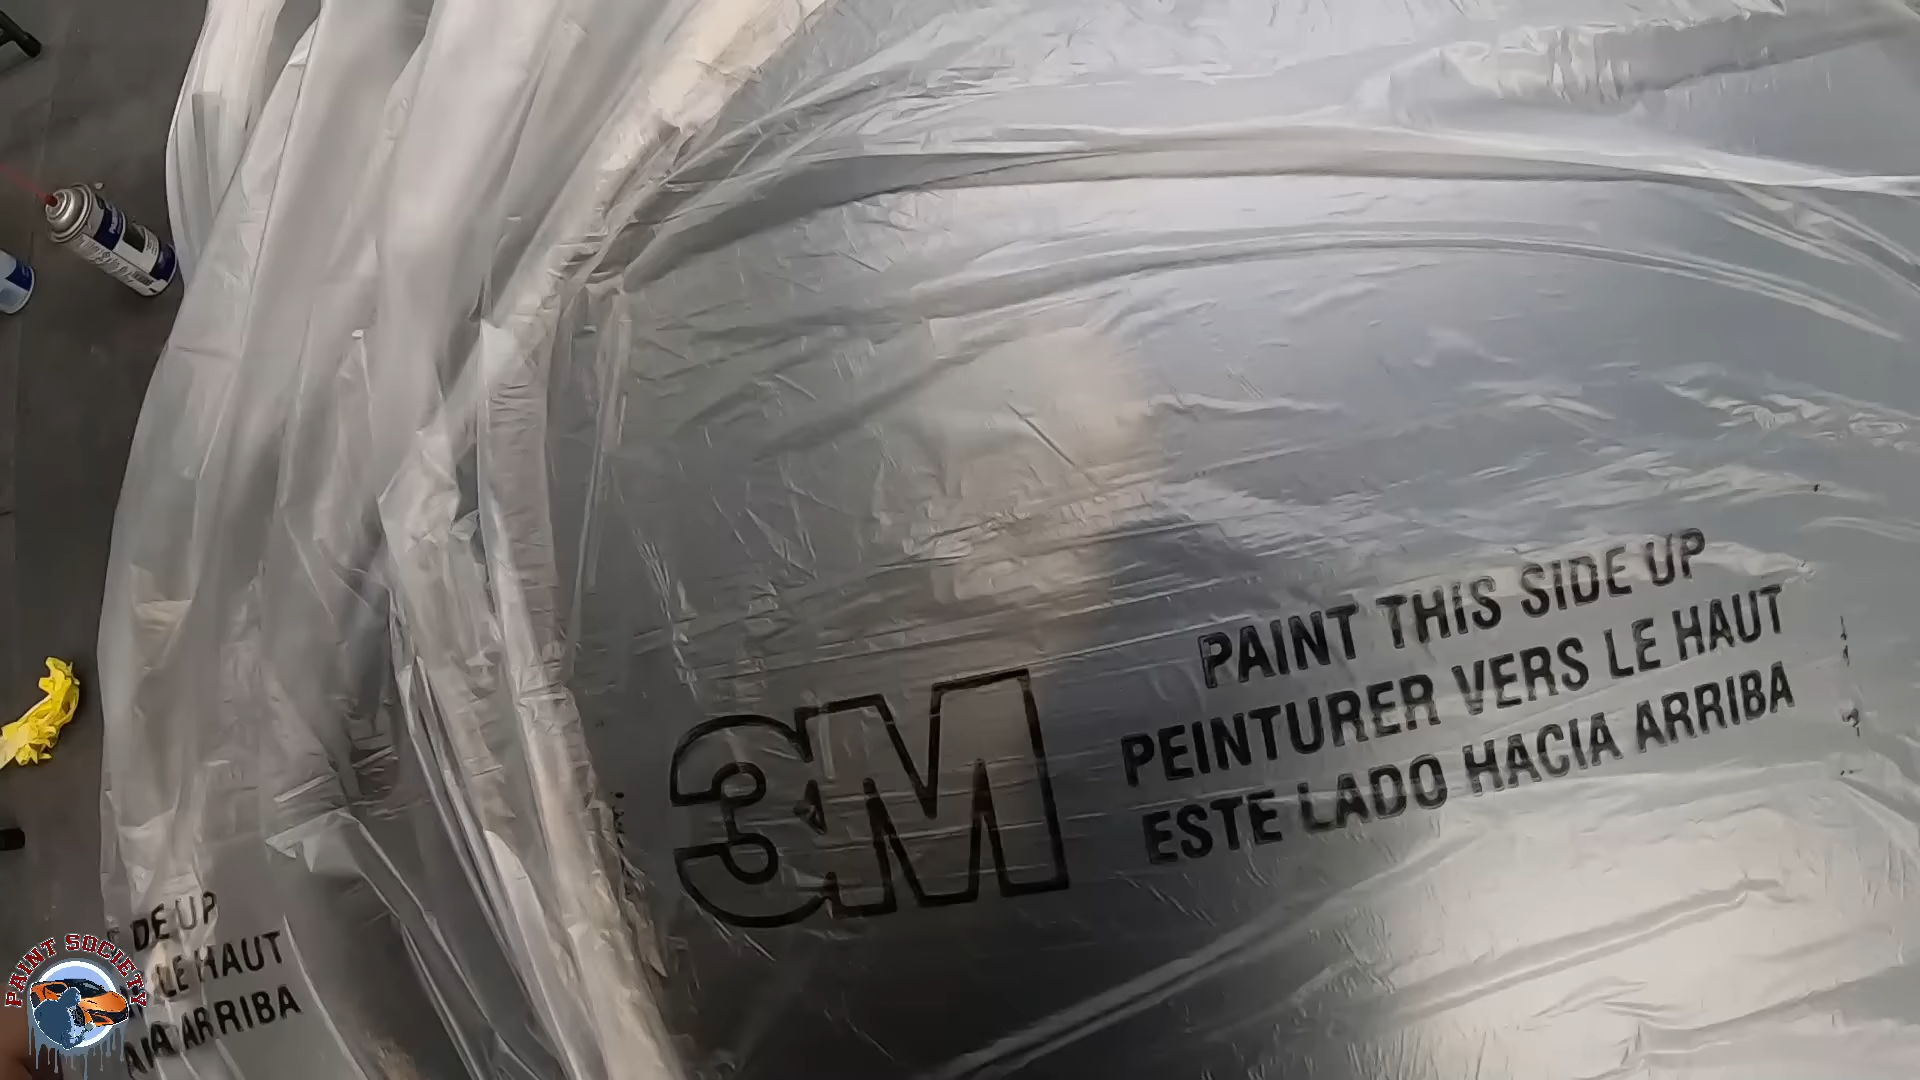 3M
PAINT THIS SIDE UP
PEINTURER VERS LE HAUT
ESTE LADO HACIA ARRIBA
DE UP
LE HAUT
ARRIBA
PAINT SOCIETY